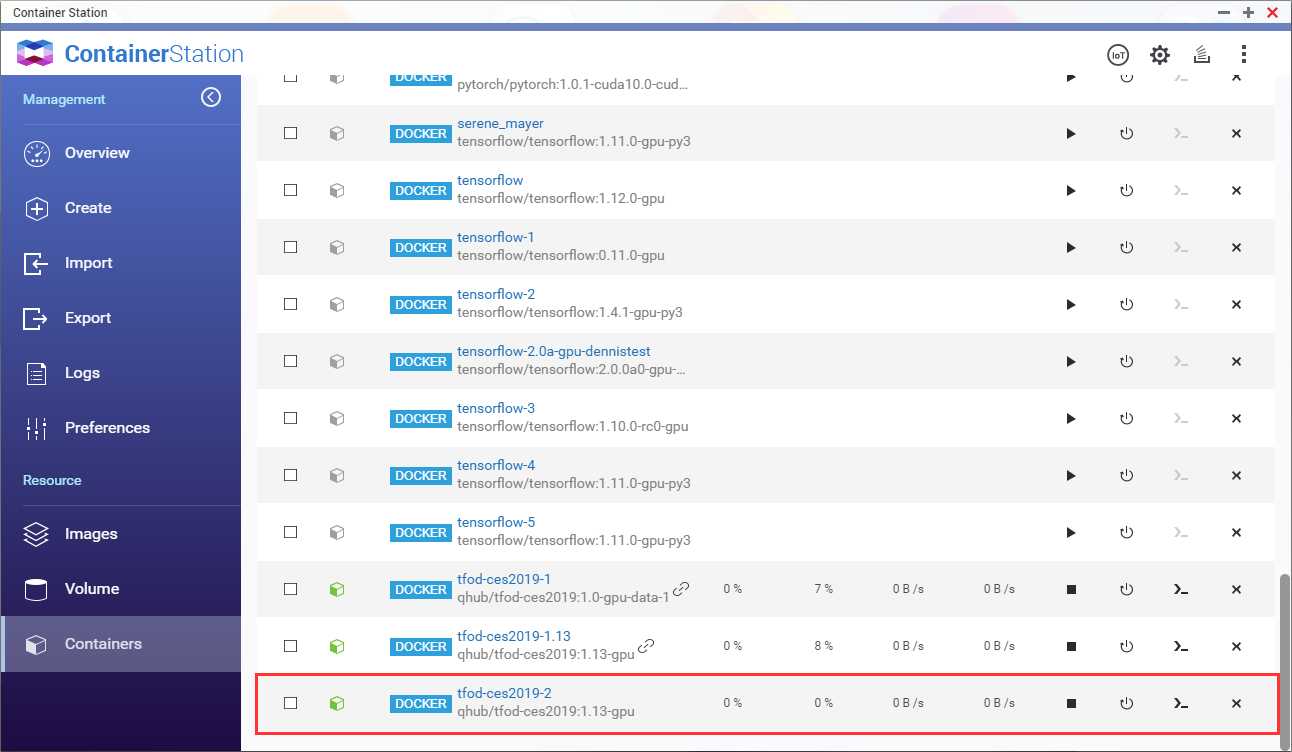 Container Station
ContainerStation
IoT
Management
Overview
Create
Import
Export
Logs
Preferences
Resource
Images
Volume
Containers
DOCKER
pytorch/pytorch:1.0.1-cuda10.0-cud...
DOCKER
serene_mayer
tensorflow/tensorflow:1.11.0-gpu-py3
DOCKER
tensorflow
tensorflow/tensorflow:1.12.0-gpu
DOCKER
tensorflow-1
tensorflow/tensorflow:0.11.0-gpu
DOCKER
tensorflow-2
tensorflow/tensorflow:1.4.1-gpu-py3
DOCKER
tensorflow-2.0a-gpu-dennistest
tensorflow/tensorflow:2.0.0a0-gpu-...
DOCKER
tensorflow-3
tensorflow/tensorflow:1.10.0-rc0-gpu
DOCKER
tensorflow-4
tensorflow/tensorflow:1.11.0-gpu-py3
DOCKER
tensorflow-5
tensorflow/tensorflow:1.11.0-gpu-py3
DOCKER
tfod-ces2019-1
qhub/tfod-ces2019:1.0-gpu-data-1
0 % 7 % 0 B /s 0 B /s
DOCKER
tfod-ces2019-1.13
qhub/tfod-ces2019:1.13-gpu
0 % 8 % 0 B /s 0 B /s
DOCKER
tfod-ces2019-2
qhub/tfod-ces2019:1.13-gpu
0 % 0 % 0 B /s 0 B /s